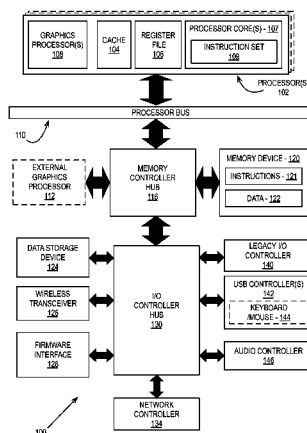 GRAPHICS
PROCESSOR(S)
108
CACHE
104
REGISTER
FILE
106
PROCESSOR CORE(S) - 107
INSTRUCTION SET
109
PROCESSOR(S)
102
PROCESSOR BUS
110
EXTERNAL
GRAPHICS
PROCESSOR
112
MEMORY
CONTROLLER
HUB
116
MEMORY DEVICE - 120
INSTRUCTIONS - 121
DATA - 122
DATA STORAGE
DEVICE
124
LEGACY I/O
CONTROLLER
140
WIRELESS
TRANSCEIVER
126
I/O
CONTROLLER
HUB
130
USB CONTROLLER(S)
142
KEYBOARD
/MOUSE - 144
FIRMWARE
INTERFACE
128
AUDIO CONTROLLER
146
100
NETWORK
CONTROLLER
134